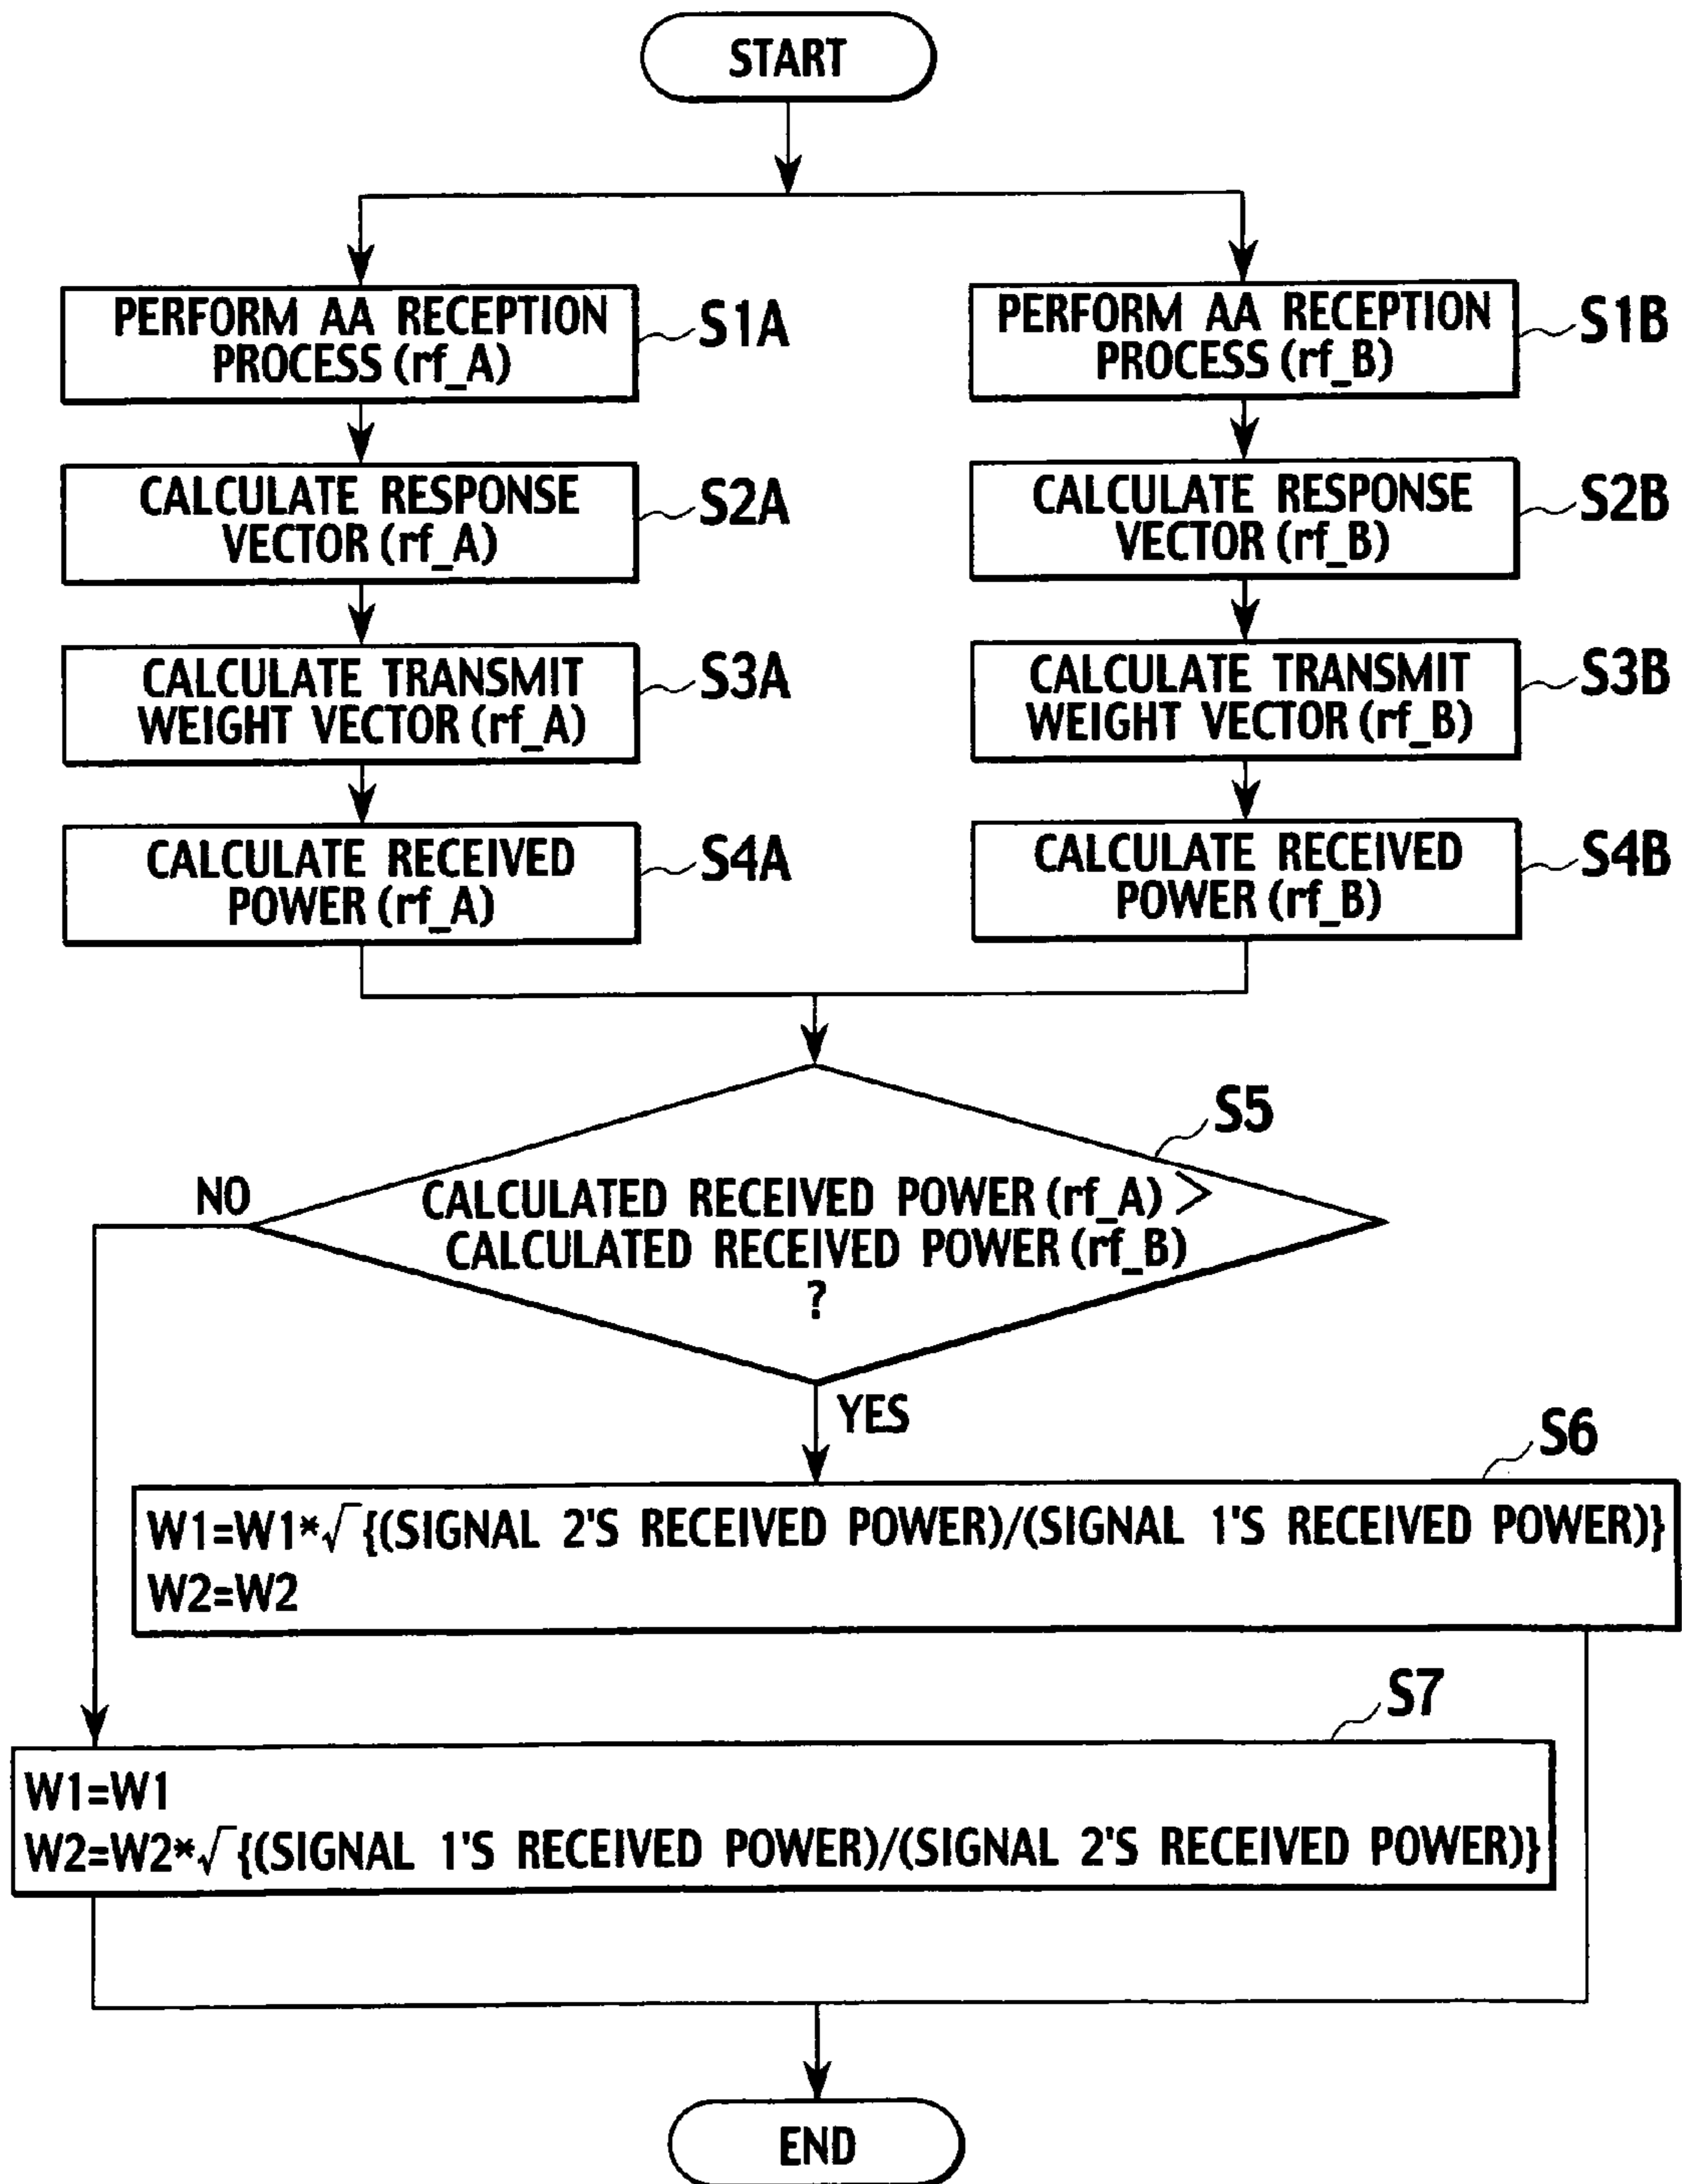 START
PERFORM AA RECEPTION
PROCESS (rf_A)
S1A
PERFORM AA RECEPTION
PROCESS (rf_B)
S1B
CALCULATE RESPONSE
VECTOR (rf_A)
S2A
CALCULATE RESPONSE
VECTOR (rf_B)
S2B
CALCULATE TRANSMIT
WEIGHT VECTOR (rf_A)
S3A
CALCULATE TRANSMIT
WEIGHT VECTOR (rf_B)
S3B
CALCULATE RECEIVED
POWER (rf_A)
S4A
CALCULATE RECEIVED
POWER (rf_B)
S4B
S5
NO
CALCULATED RECEIVED POWER (rf_A) >
CALCULATED RECEIVED POWER (rf_B)
?
YES
S6
W1=W1*√{(SIGNAL 2'S RECEIVED POWER)/(SIGNAL 1'S RECEIVED POWER)}
W2=W2
S7
W1=W1
W2=W2*√{(SIGNAL 1'S RECEIVED POWER)/(SIGNAL 2'S RECEIVED POWER)}
END